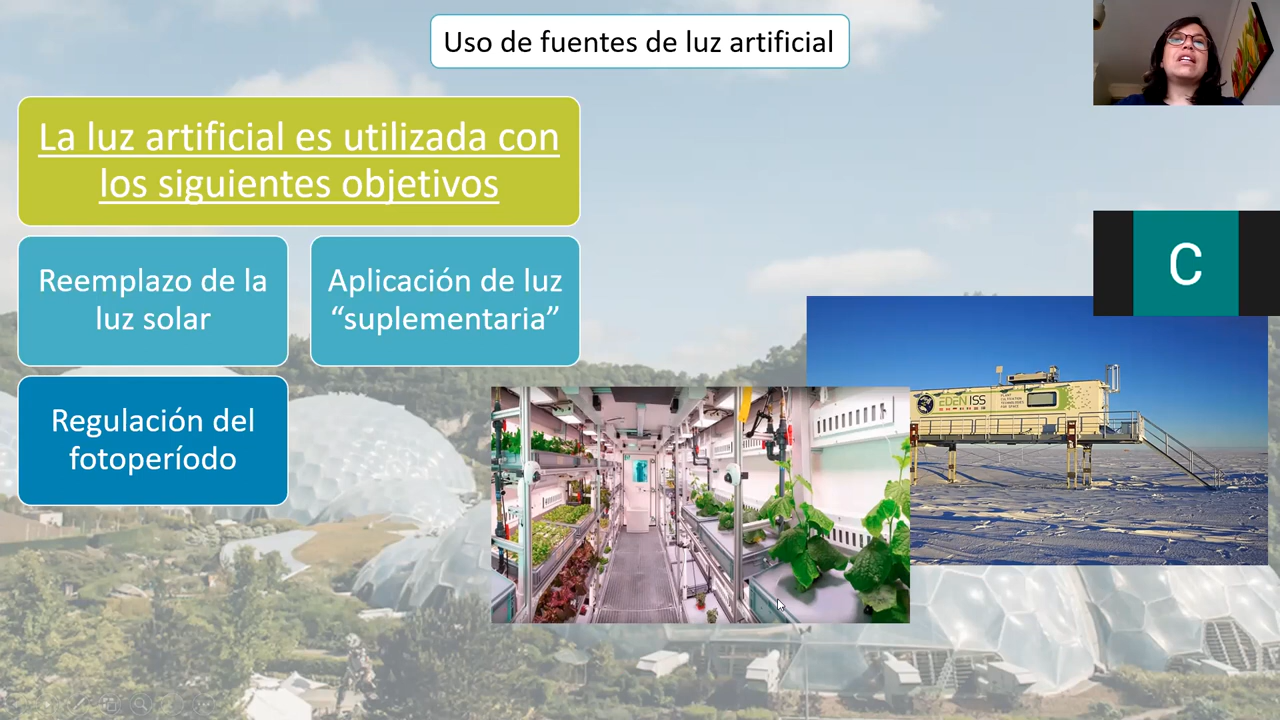 Uso de fuentes de luz artificial
La luz artificial es utilizada con
los siguientes objetivos
Reemplazo de la
luz solar
Aplicación de luz
“suplementaria”
Regulación del
fotoperíodo
C
EDEN ISS